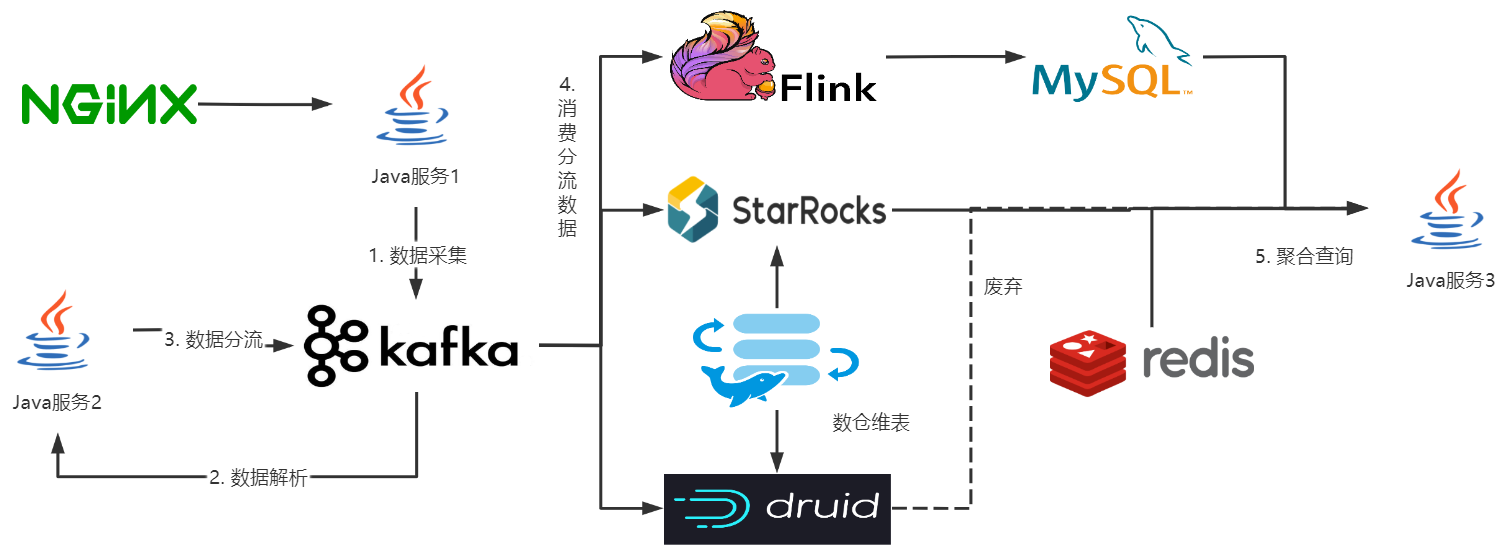 NGINX
Java服务1
1. 数据采集
Java服务2
3. 数据分流
kafka
2. 数据解析
4.消费分流数据
Flink
MySQL™
StarRocks
数仓维表
druid
废弃
redis
5. 聚合查询
Java服务3